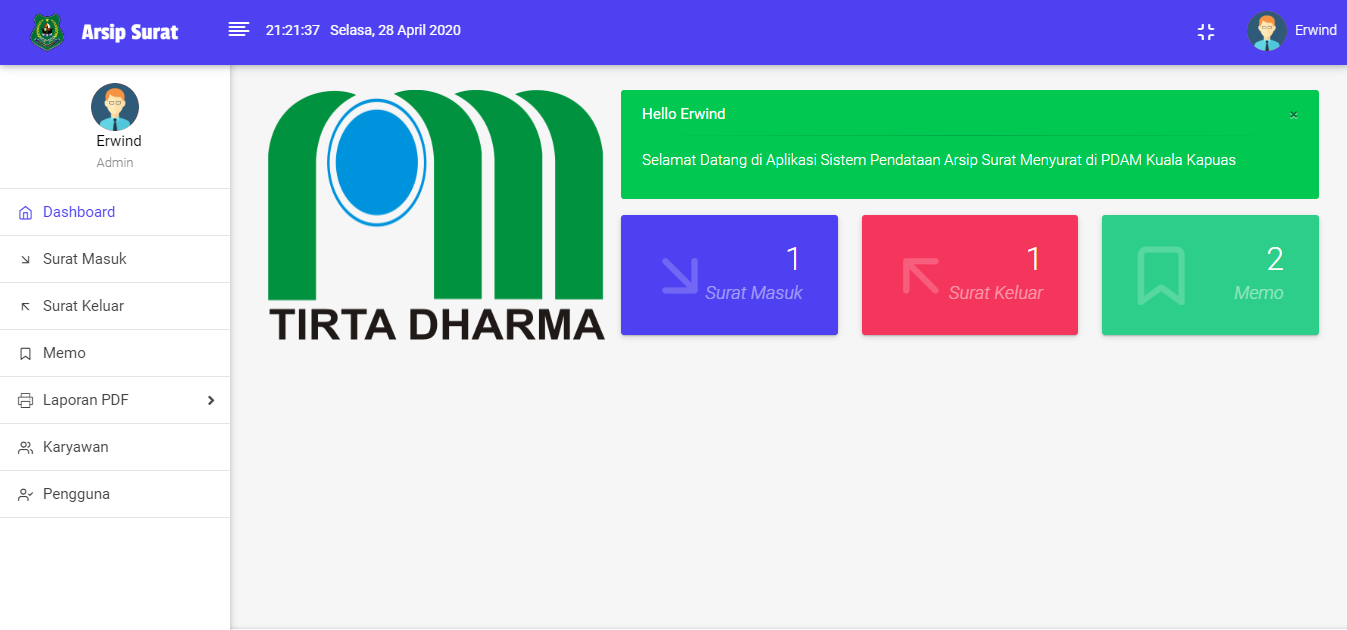 Arsip Surat
21:21:37 Selasa, 28 April 2020
Erwind
Erwind
Admin
Dashboard
Surat Masuk
Surat Keluar
Memo
Laporan PDF
Karyawan
Pengguna
TIRTA DHARMA
Hello Erwind
×
Selamat Datang di Aplikasi Sistem Pendataan Arsip Surat Menyurat di PDAM Kuala Kapuas
1
Surat Masuk
1
Surat Keluar
2
Memo